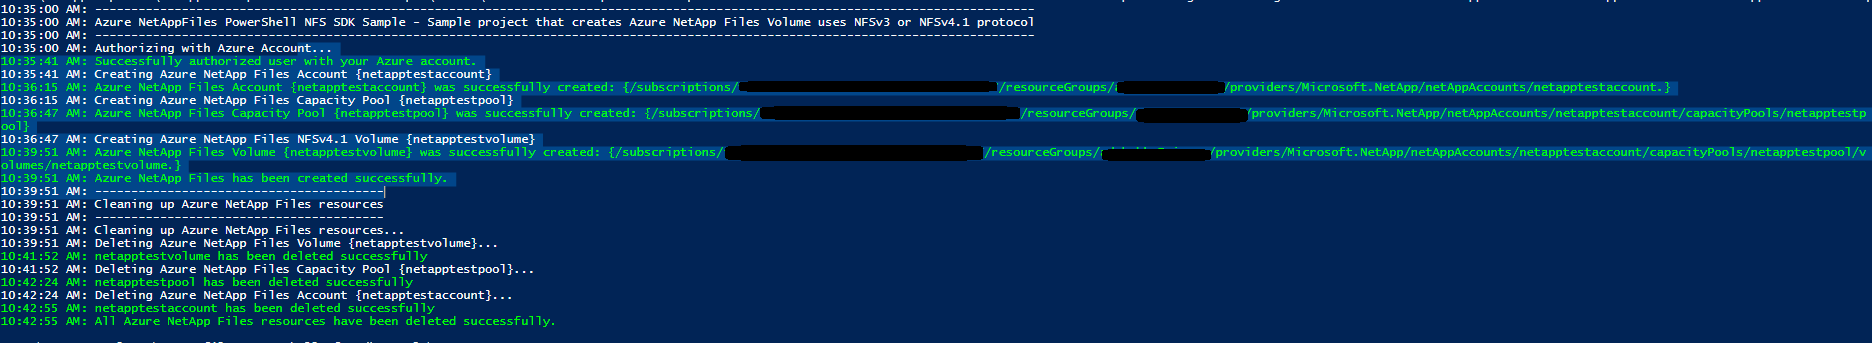 10:35:00 AM: ----------------------------------------------------------------------------------------------------------------------------------
10:35:00 AM: Azure NetAppFiles PowerShell NFS SDK Sample - Sample project that creates Azure NetApp Files Volume uses NFSv3 or NFSv4.1 protocol
10:35:00 AM: ----------------------------------------------------------------------------------------------------------------------------------
10:35:00 AM: Authorizing with Azure Account...
10:35:41 AM: Successfully authorized user with your Azure account.
10:35:41 AM: Creating Azure NetApp Files Account {netapptestaccount}
10:36:15 AM: Azure NetApp Files Account {netapptestaccount} was successfully created: {/subscriptions/ /resourceGroups/ /providers/Microsoft.NetApp/netAppAccounts/netapptestaccount.}
10:36:15 AM: Creating Azure NetApp Files Capacity Pool {netapptestpool}
10:36:47 AM: Azure NetApp Files Capacity Pool {netapptestpool} was successfully created: {/subscriptions/ /resourceGroups/ /providers/Microsoft.NetApp/netAppAccounts/netapptestaccount/capacityPools/netapptestp
ool}
10:36:47 AM: Creating Azure NetApp Files NFSv4.1 Volume {netapptestvolume}
10:39:51 AM: Azure NetApp Files Volume {netapptestvolume} was successfully created: {/subscriptions/ /resourceGroups/ /providers/Microsoft.NetApp/netAppAccounts/netapptestaccount/capacityPools/netapptestpool/v
olumes/netapptestvolume.}
10:39:51 AM: Azure NetApp Files has been created successfully.
10:39:51 AM: ----------------------------------------
10:39:51 AM: Cleaning up Azure NetApp Files resources
10:39:51 AM: ----------------------------------------
10:39:51 AM: Cleaning up Azure NetApp Files resources...
10:39:51 AM: Deleting Azure NetApp Files Volume {netapptestvolume}...
10:41:52 AM: netapptestvolume has been deleted successfully
10:41:52 AM: Deleting Azure NetApp Files Capacity Pool {netapptestpool}...
10:42:24 AM: netapptestpool has been deleted successfully
10:42:24 AM: Deleting Azure NetApp Files Account {netapptestaccount}...
10:42:55 AM: netapptestaccount has been deleted successfully
10:42:55 AM: All Azure NetApp Files resources have been deleted successfully.